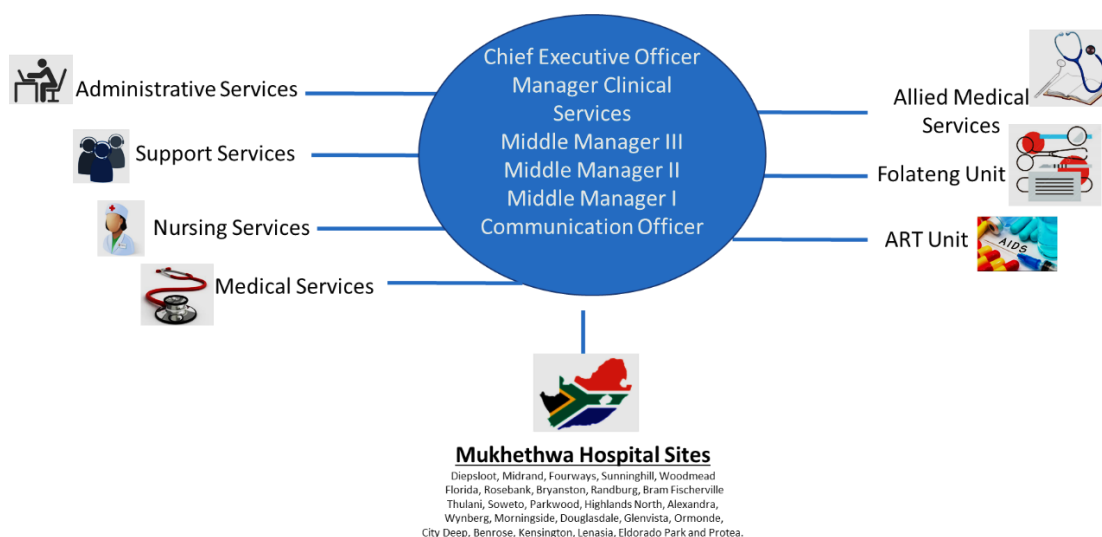 Chief Executive Officer
Manager Clinical
Services
Middle Manager III
Middle Manager II
Middle Manager I
Communication Officer
Administrative Services
Support Services
Nursing Services
Medical Services
Allied Medical
Services
Folateng Unit
ART Unit
AIDS
Mukhethwa Hospital Sites
Diepsloot, Midrand, Fourways, Sunninghill, Woodmead
Florida, Rosebank, Bryanston, Randburg, Bram Fischerville
Thulani, Soweto, Parkwood, Highlands North, Alexandra,
Wynberg, Morningside, Douglasdale, Glenvista, Ormonde,
City Deep, Benrose, Kensington, Lenasia, Eldorado Park and Protea.